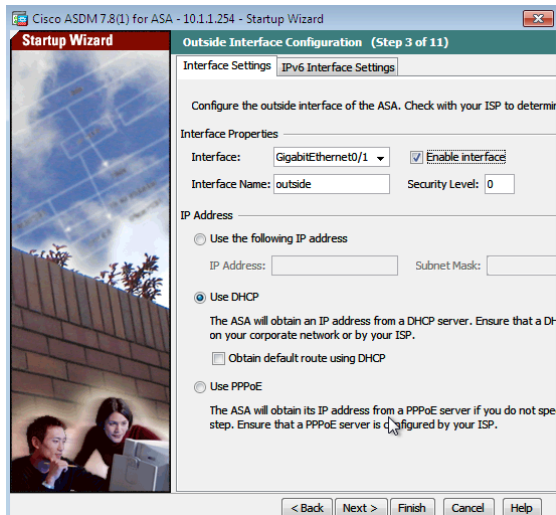 Cisco ASDM 7.8(1) for ASA - 10.1.1.254 - Startup Wizard
Startup Wizard
Outside Interface Configuration (Step 3 of 11)
Interface Settings IPv6 Interface Settings
Configure the outside interface of the ASA. Check with your ISP to determin
Interface Properties
Interface: GigabitEthernet0/1 Enable interface
Interface Name: outside Security Level: 0
IP Address
Use the following IP address
IP Address: Subnet Mask:
Use DHCP
The ASA will obtain an IP address from a DHCP server. Ensure that a DH
on your corporate network or by your ISP.
Obtain default route using DHCP
Use PPPoE
The ASA will obtain its IP address from a PPPoE server if you do not spe
step. Ensure that a PPPoE server is configured by your ISP.
< Back Next > Finish Cancel Help